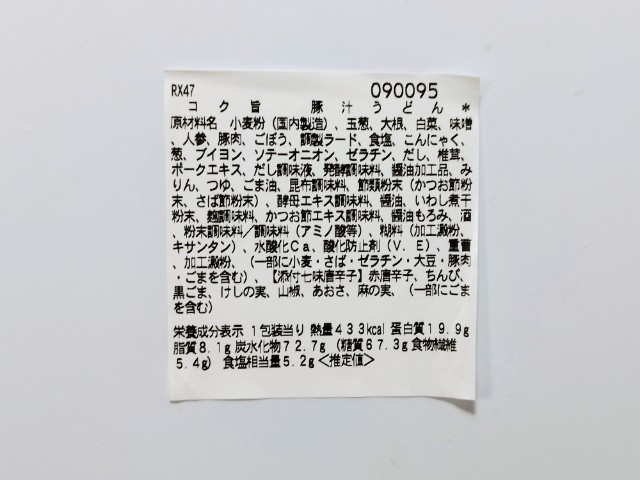 RX47 090095
コク旨 豚汁うどん*
原材料名 小麦粉（国内製造）、玉葱、大根、白菜、味噌
、人参、豚肉、ごぼう、調製ラード、食塩、こんにゃく、
葱、ブイヨン、ソテーオニオン、ゼラチン、だし、椎茸、
ポークエキス、だし調味液、発酵調味料、醤油加工品、み
りん、つゆ、ごま油、昆布調味料、節類粉末（かつお節粉
末、さば節粉末）、酵母エキス調味料、醤油、いわし煮干
粉末、麹調味料、かつお節エキス調味料、醤油もろみ、酒
、粉末調味料／調味料（アミノ酸等）、糊料（加工澱粉、
キサンタン）、水酸化Ｃａ、酸化防止剤（Ｖ．Ｅ）、重曹
、加工澱粉、（一部に小麦・さば・ゼラチン・大豆・豚肉
・ごまを含む）、【添付七味唐辛子】赤唐辛子、ちんぴ、
黒ごま、けしの実、山椒、あおさ、麻の実、（一部にごま
を含む）
栄養成分表示 １包装当り 熱量４３３kcal 蛋白質１９.９g
脂質８.１g 炭水化物７２.７g （糖質６７.３g 食物繊維
５.４g） 食塩相当量５.２g＜推定値＞